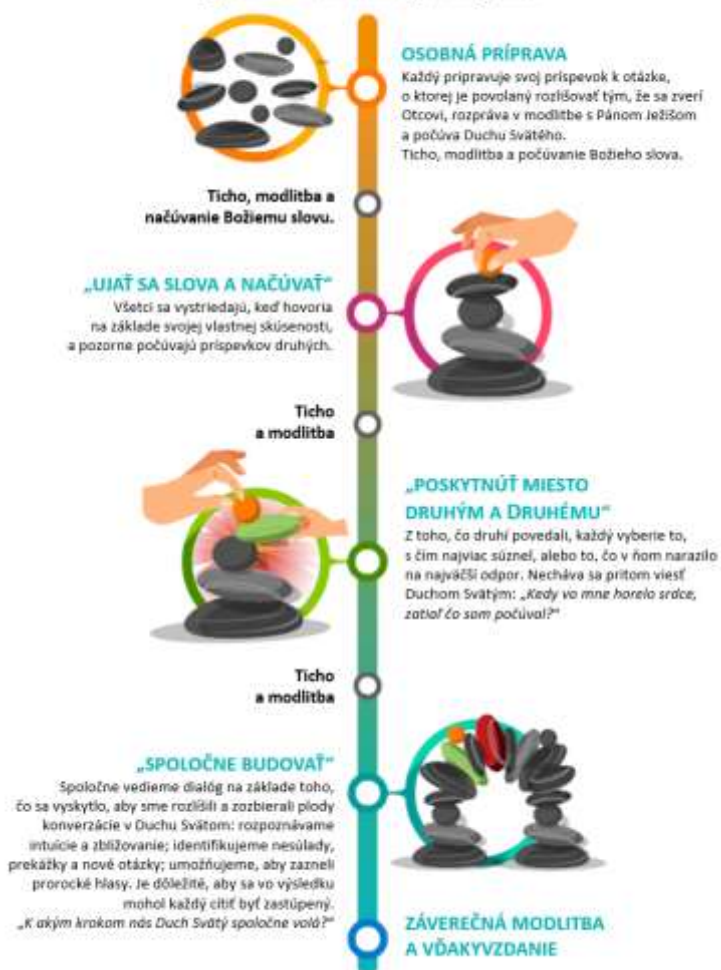 OSOBNÁ PRÍPRAVA
Každý pripravuje svoj príspevok k otázke,
o ktorej je povolaný rozlišovať tým, že sa zverí
Otcovi, rozpráva v modlitbe s Pánom Ježišom
a počúva Duchu Svätého.
Ticho, modlitba a počúvanie Božieho slova.
Ticho, modlitba a
načúvanie Božiemu slovu.
„UJAŤ SA SLOVA A NAČÚVAŤ“
Všetci sa vystriedajú, keď hovoria
na základe svojej vlastnej skúsenosti,
a pozorne počúvajú príspevkov druhých.
Ticho
a modlitba
„POSKYTNÚŤ MIESTO
DRUHÝM A DRUHÉMU“
Z toho, čo druhí povedali, každý vyberie to,
s čím najviac súznel, alebo to, čo v ňom narazilo
na najväčší odpor. Necháva sa pritom viesť
Duchom Svätým: „Kedy vo mne horelo srdce,
zatiaľ čo som počúval?“
Ticho
a modlitba
„SPOLOČNE BUDOVAŤ“
Spoločne vedieme dialóg na základe toho,
čo sa vyskytlo, aby sme rozlíšili a zozbierali plody
konverzácie v Duchu Svätom: rozpoznávame
intuície a zbližovanie; identifikujeme nesúlady,
prekážky a nové otázky; umožňujeme, aby zazneli
prorocké hlasy. Je dôležité, aby sa vo výsledku
mohol každý cítiť byť zastúpený.
„K akým krokom nás Duch Svätý spoločne volá?“
ZÁVEREČNÁ MODLITBA
A VĎAKYVZDANIE